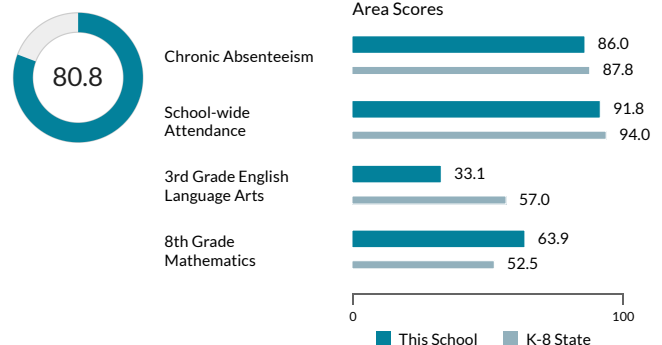 Area Scores
80.8
Chronic Absenteeism
86.0
87.8
School-wide
Attendance
91.8
94.0
3rd Grade English
Language Arts
33.1
57.0
8th Grade
Mathematics
63.9
52.5
0
100
This School
K-8 State